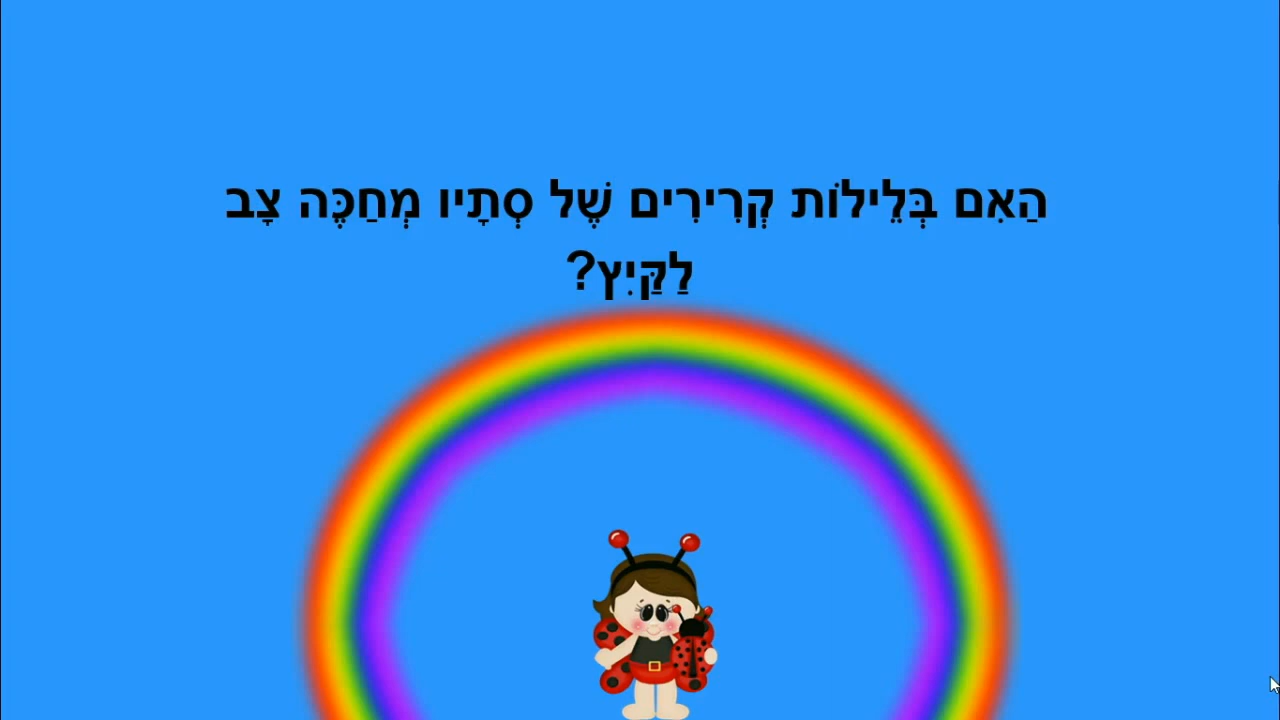 הַאִם בְּלֵילוֹת קְרִירִים שֶׁל סְתָיו מְחַכֶּה צָב
לַקַּיִץ?